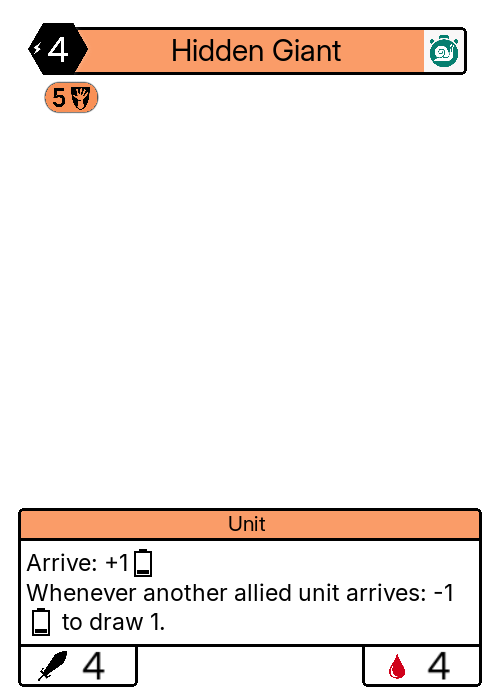 4 Hidden Giant
5
Unit
Arrive: +1
Whenever another allied unit arrives: -1
to draw 1.
4 4